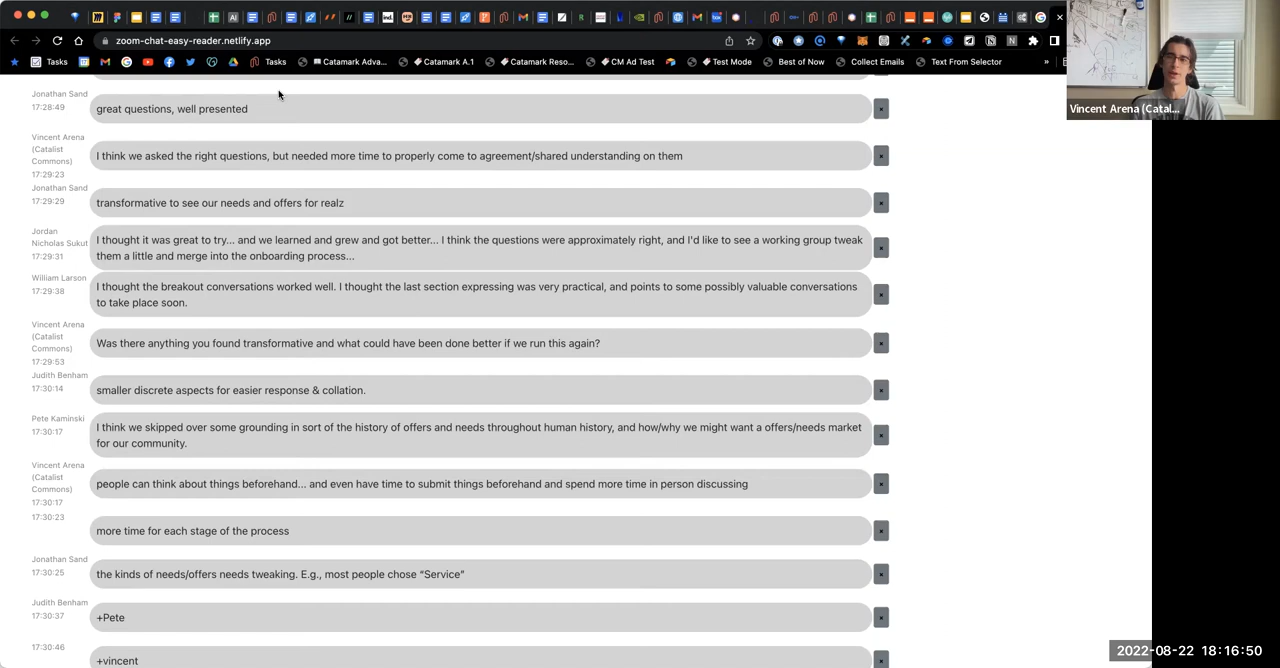 zoom-chat-easy-reader.netlify.app
Tasks
Tasks
Catamark Adva...
Catamark A.1
Catamark Reso...
CM Ad Test
Test Mode
Best of Now
Collect Emails
Text From Selector
»
Vincent Arena (Catal...
Jonathan Sand
17:28:49
great questions, well presented
Vincent Arena
(Catalist
Commons)
17:29:23
I think we asked the right questions, but needed more time to properly come to agreement/shared understanding on them
Jonathan Sand
17:29:29
transformative to see our needs and offers for realz
Jordan
Nicholas Sukut
17:29:31
I thought it was great to try... and we learned and grew and got better... I think the questions were approximately right, and I'd like to see a working group tweak
them a little and merge into the onboarding process...
William Larson
17:29:38
I thought the breakout conversations worked well. I thought the last section expressing was very practical, and points to some possibly valuable conversations
to take place soon.
Vincent Arena
(Catalist
Commons)
17:29:53
Was there anything you found transformative and what could have been done better if we run this again?
Judith Benham
17:30:14
smaller discrete aspects for easier response & collation.
Pete Kaminski
17:30:17
I think we skipped over some grounding in sort of the history of offers and needs throughout human history, and how/why we might want a offers/needs market
for our community.
Vincent Arena
(Catalist
Commons)
17:30:17
people can think about things beforehand... and even have time to submit things beforehand and spend more time in person discussing
17:30:23
more time for each stage of the process
Jonathan Sand
17:30:25
the kinds of needs/offers needs tweaking. E.g., most people chose “Service”
Judith Benham
17:30:37
+Pete
17:30:46
+vincent
2022-08-22 18:16:50